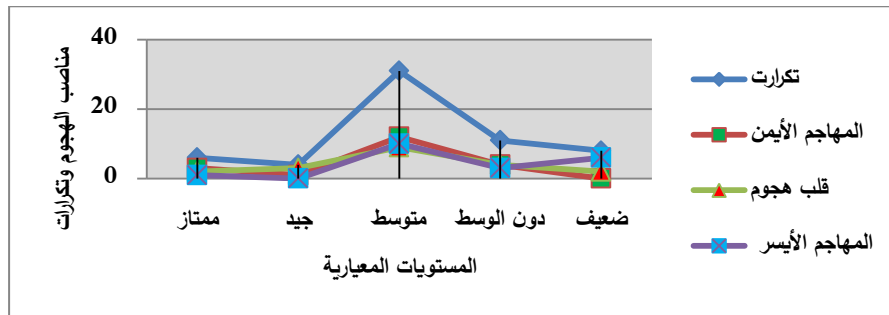 مناصب الهجوم وتكرارات
40
20
0
ممتاز
جيد
متوسط
دون الوسط
ضعيف
المستويات المعيارية
تكرارت
المهاجم الأيمن
قلب هجوم
المهاجم الأيسر